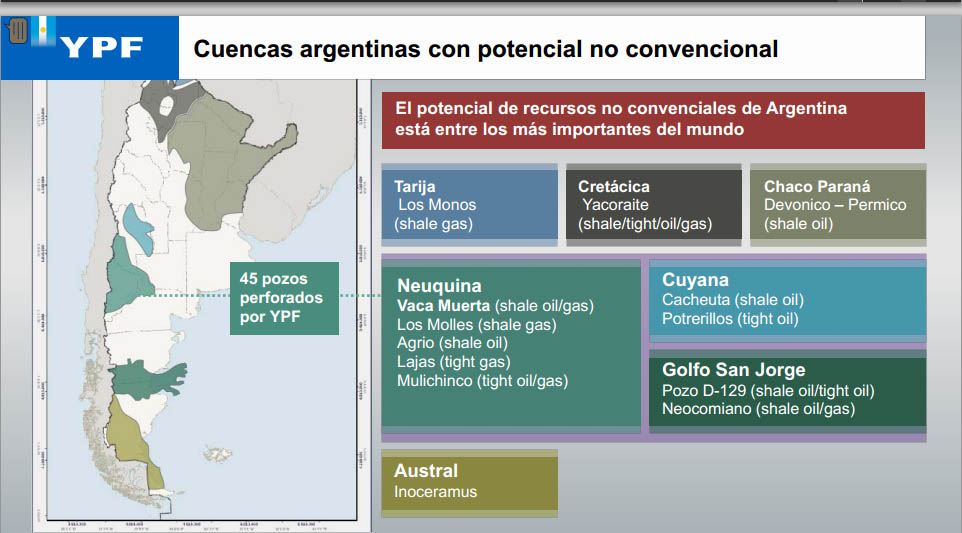 YPF
Cuencas argentinas con potencial no convencional
El potencial de recursos no convenciales de Argentina
está entre los más importantes del mundo
Tarija
Los Monos
(shale gas)
Cretácica
Yacoraite
(shale/tight/oil/gas)
Chaco Paraná
Devonico – Permico
(shale oil)
45 pozos
perforados
por YPF
Neuquina
Vaca Muerta (shale oil/gas)
Los Molles (shale gas)
Agrio (shale oil)
Lajas (tight gas)
Mulichinco (tight oil/gas)
Cuyana
Cacheuta (shale oil)
Potrerillos (tight oil)
Golfo San Jorge
Pozo D-129 (shale oil/tight oil)
Neocomiano (shale oil/gas)
Austral
Inoceramus